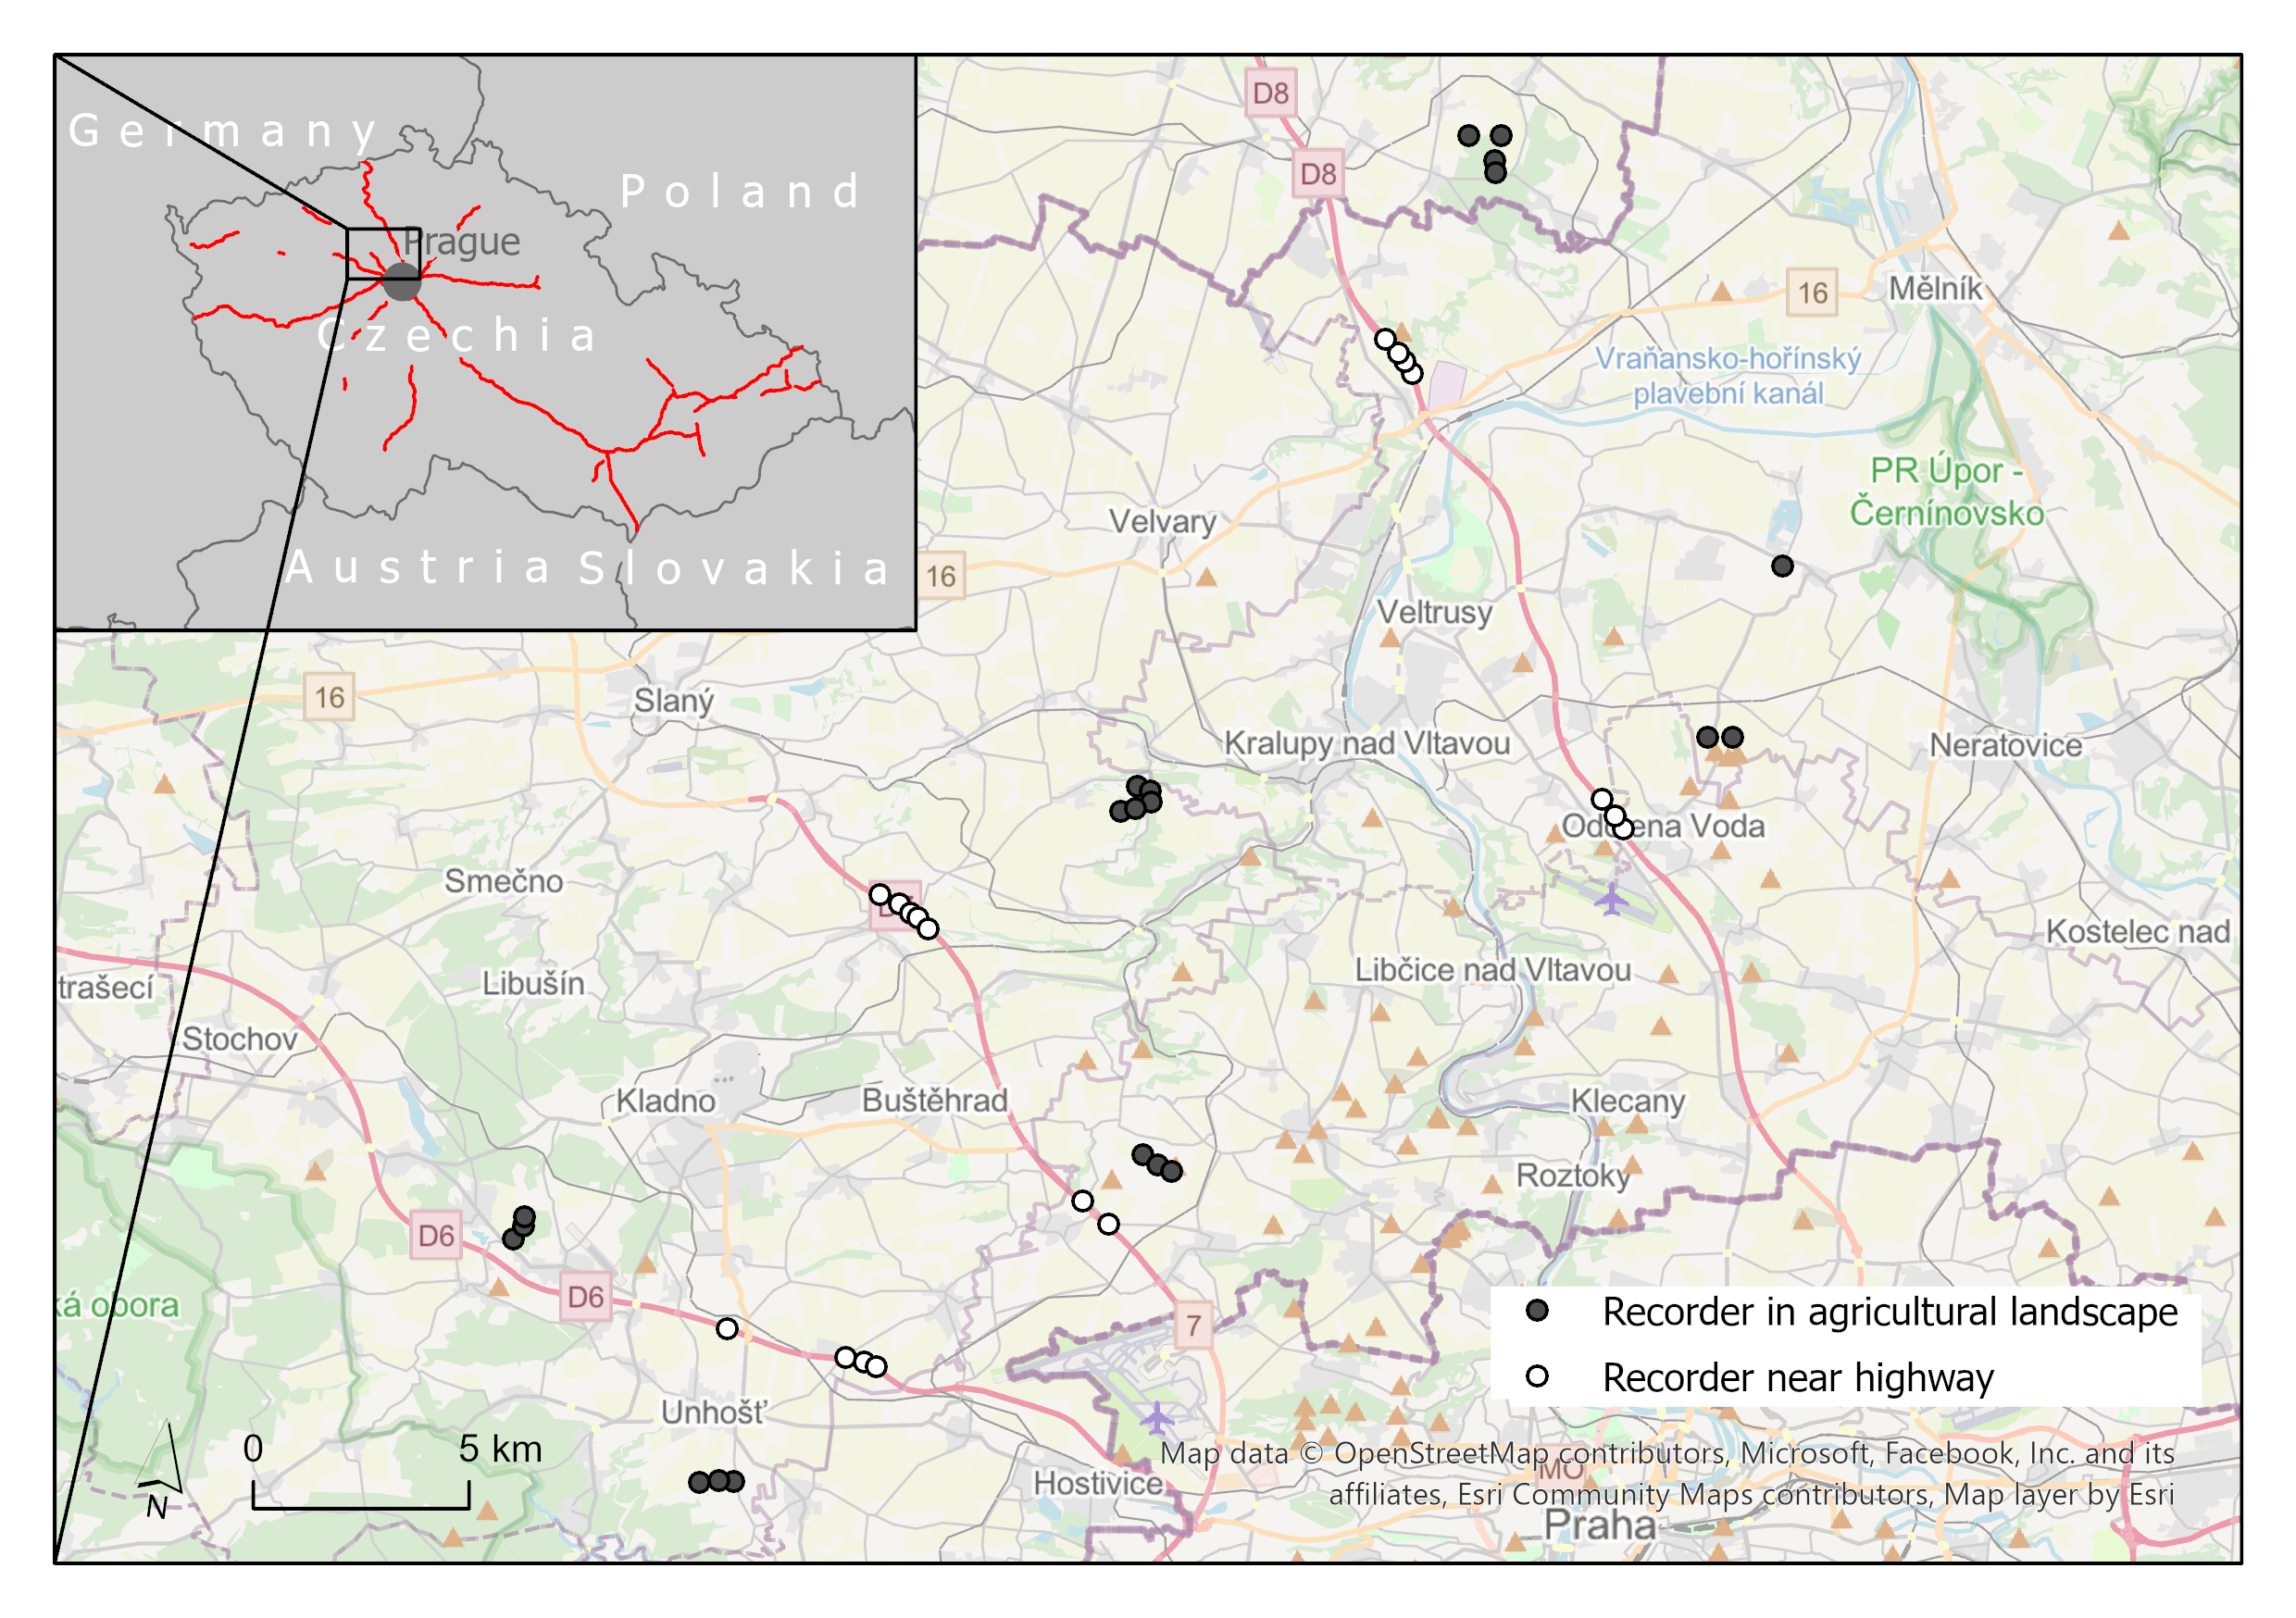 Germany
Poland
Prague
Czechia
Austria
Slovakia
D8
D8
16
Mělník
Vraňansko-hořínský
plavební kanál
PR Úpor -
Černínovsko
Velvary
16
Veltrusy
16
Slaný
Kralupy nad Vltavou
Neratovice
Voda
Smečno
Kostelec nad
Libušín
Libčice nad Vltavou
trašecí
Stochov
Kladno
Buštěhrad
Klecany
Roztoky
D6
D6
ká obora
7
Recorder in agricultural landscape
Recorder near highway
Unhošť
0 5 km
N
Hostivice
MO
Map data © OpenStreetMap contributors, Microsoft, Facebook, Inc. and its
affiliates, Esri Community Maps contributors, Map layer by Esri
Praha